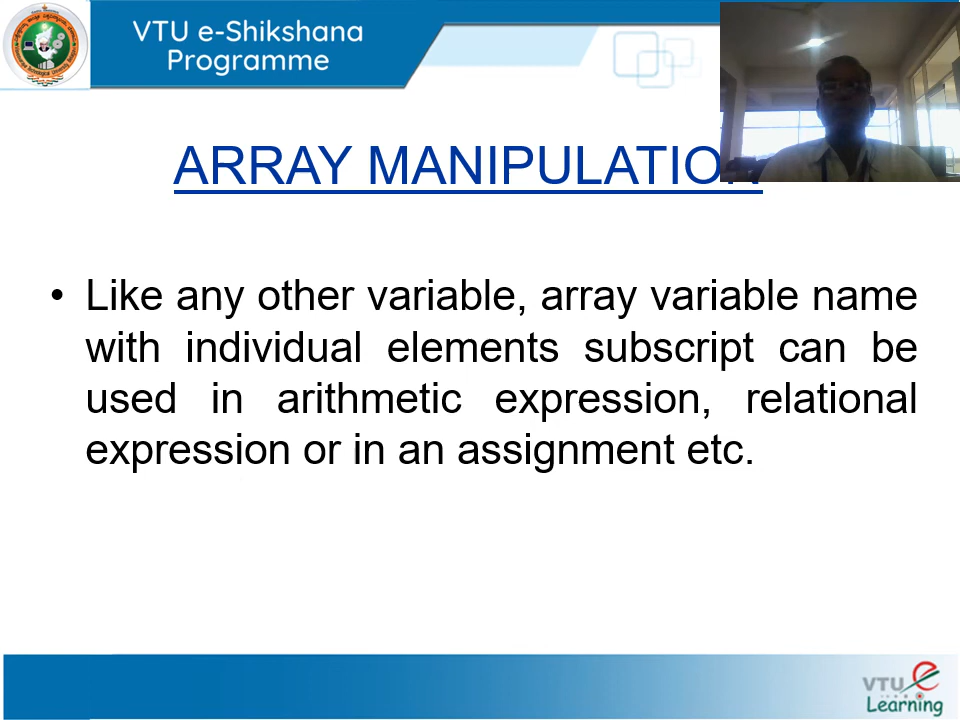 VTU e-Shikshana
Programme
ARRAY MANIPULATION
• Like any other variable, array variable name
with individual elements subscript can be
used in arithmetic expression, relational
expression or in an assignment etc.
VTU e
Learning